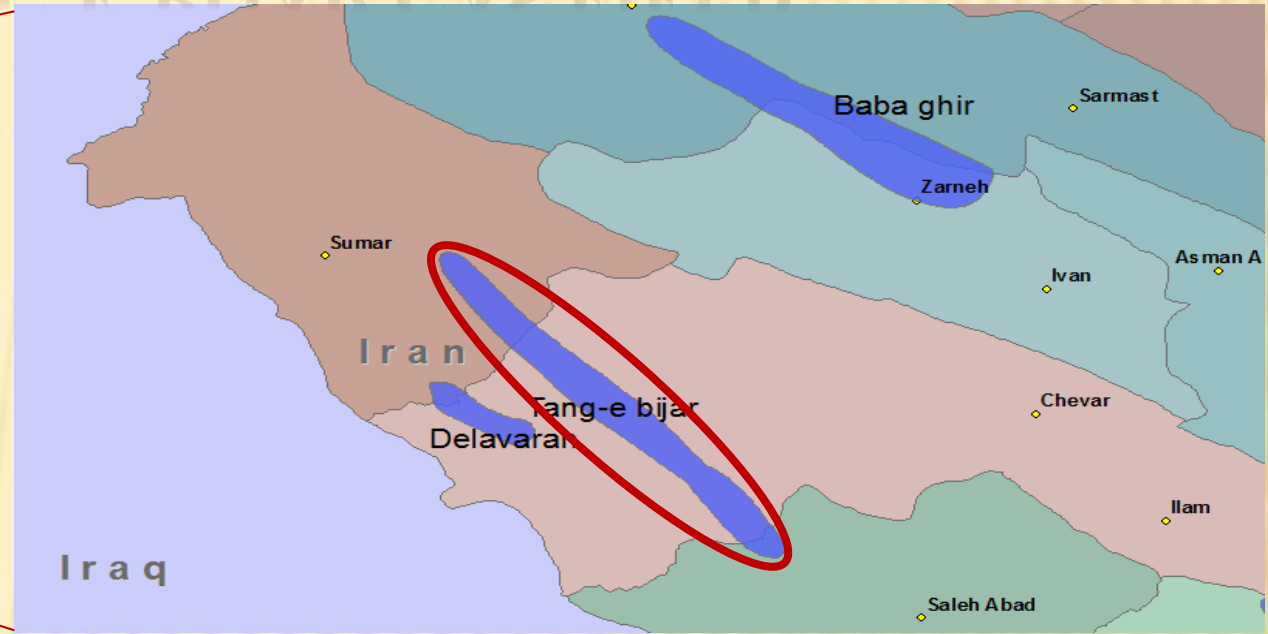 Baba ghir
Sarmast
Zarneh
Sumar
Asman A
Ivan
Iran
Tang-e bijar
Chevar
Delavaran
Ilam
Iraq
Saleh Abad